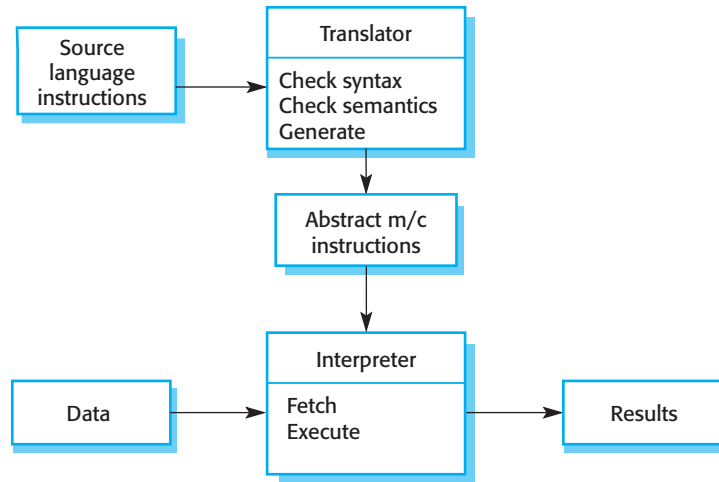 Source
language
instructions
Translator
Check syntax
Check semantics
Generate
Abstract m/c
instructions
Interpreter
Fetch
Execute
Data
Results